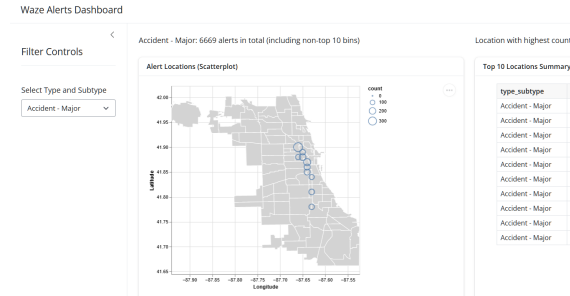 Waze Alerts Dashboard
Filter Controls
Select Type and Subtype
Accident - Major
Accident - Major: 6669 alerts in total (including non-top 10 bins)
Alert Locations (Scatterplot)
count
0
100
200
300
42.00
41.95
41.90
41.85
41.80
41.75
41.70
41.65
Latitude
-87.90 -87.85 -87.80 -87.75 -87.70 -87.65 -87.60 -87.55
Longitude
Location with highest count
Top 10 Locations Summary
type_subtype
Accident - Major
Accident - Major
Accident - Major
Accident - Major
Accident - Major
Accident - Major
Accident - Major
Accident - Major
Accident - Major
Accident - Major